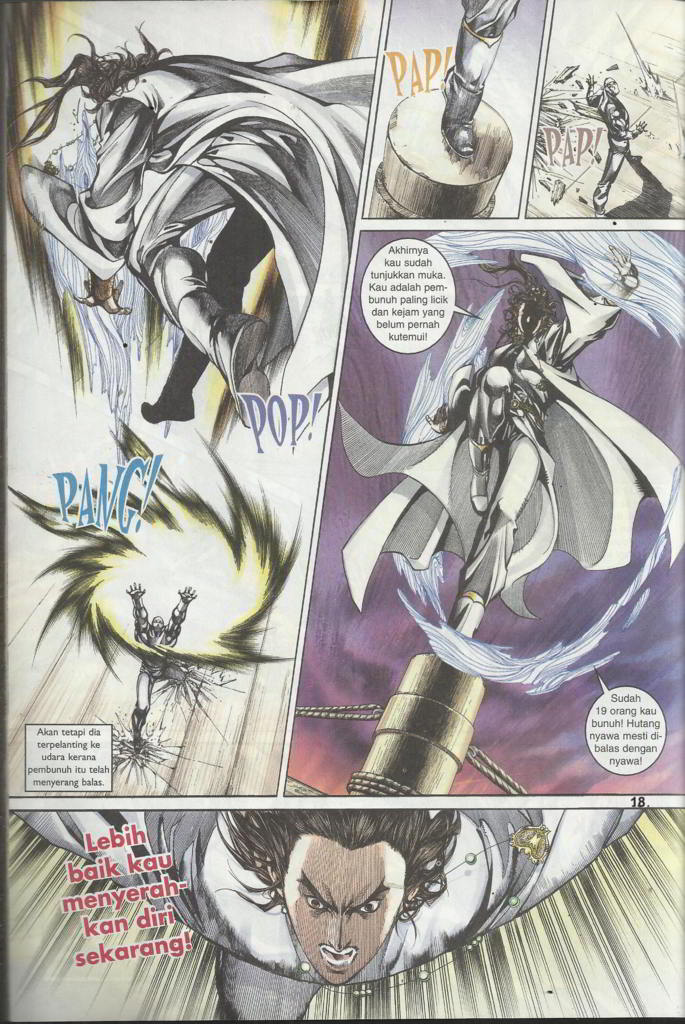 POP!
PAP!
PAP!
PANG!
Akan tetapi dia
terpelanting ke
udara kerana
pembunuh itu telah
menyerang balas.
Akhirnya
kau sudah
tunjukkan muka.
Kau adalah pem-
bunuh paling licik
dan kejam yang
belum pernah
kutemui!
Sudah
19 orang kau
bunuh! Hutang
nyawa mesti di-
balas dengan
nyawa!
18.
Lebih
baik kau
menyerah-
kan diri
sekarang!